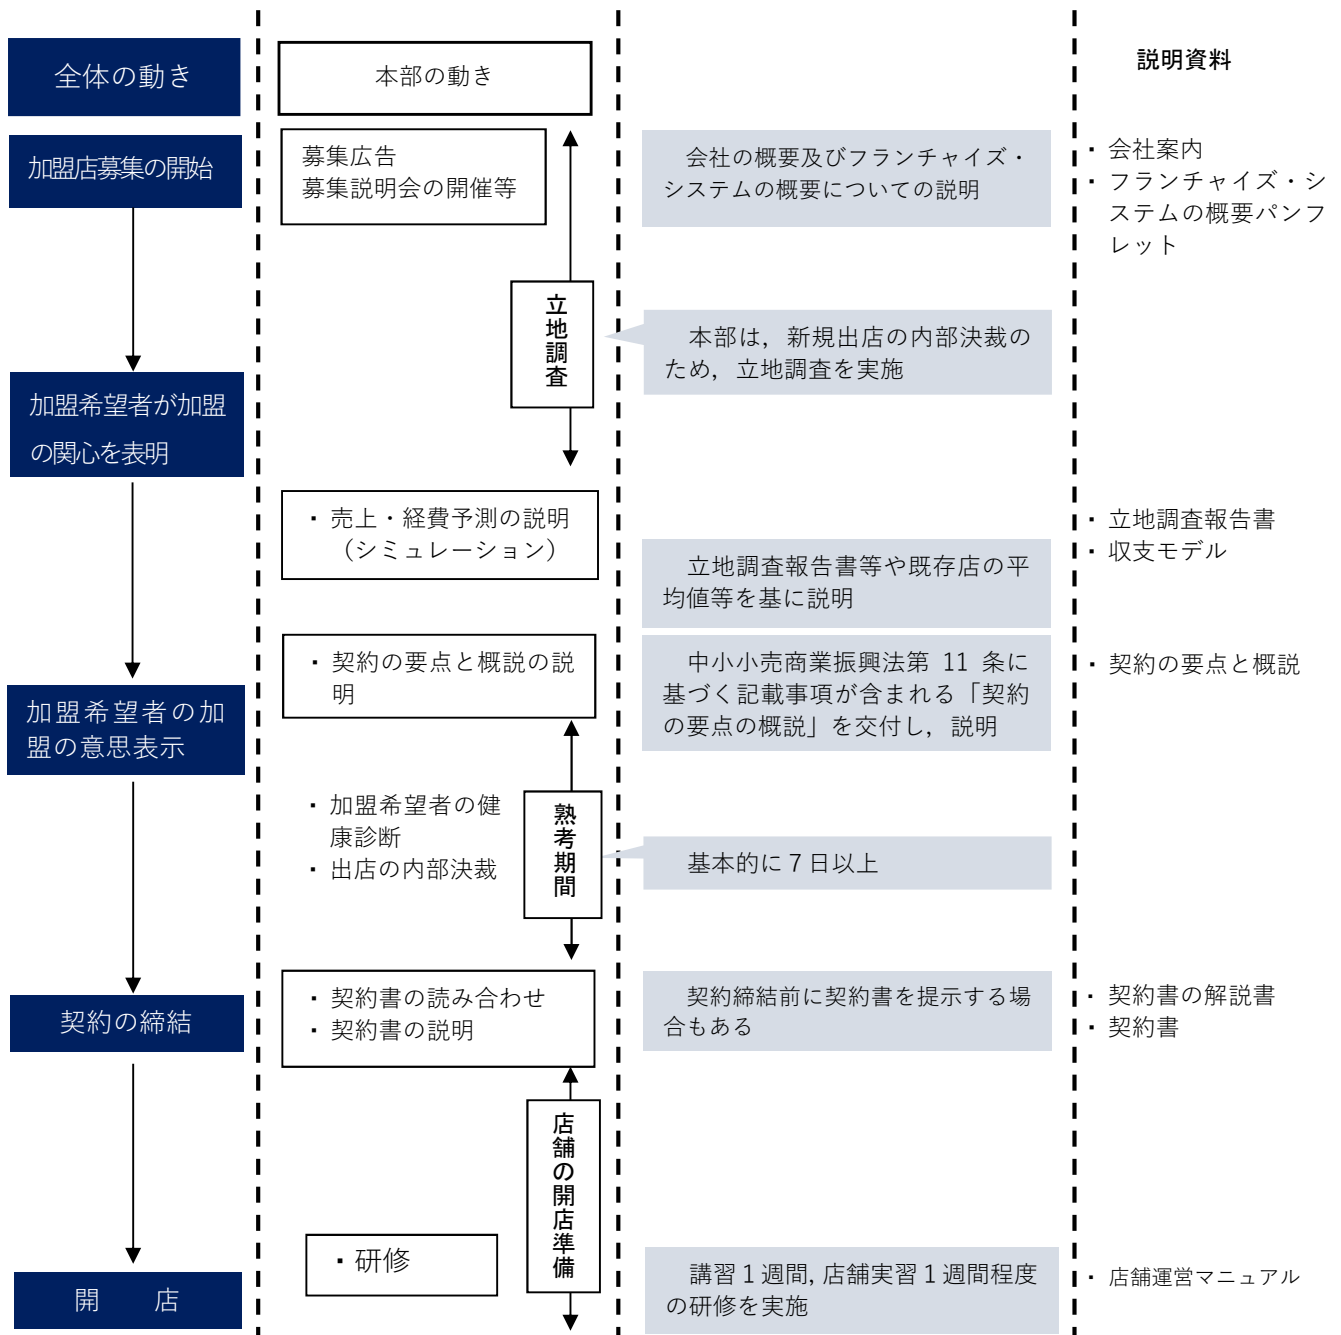 全体の動き
本部の動き
説明資料
加盟店募集の開始
募集広告
募集説明会の開催等
会社の概要及びフランチャイズ・
システムの概要についての説明
・会社案内
・フランチャイズ・シ
ステムの概要パンフ
レット
立地調査
本部は，新規出店の内部決裁の
ため，立地調査を実施
加盟希望者が加盟
の関心を表明
・売上・経費予測の説明
（シミュレーション）
立地調査報告書等や既存店の平
均値等を基に説明
・立地調査報告書
・収支モデル
・契約の要点と概説の説
明
中小小売商業振興法第 11 条に
基づく記載事項が含まれる「契約
の要点の概説」を交付し，説明
・契約の要点と概説
加盟希望者の加
盟の意思表示
・加盟希望者の健
康診断
・出店の内部決裁
熟考期間
基本的に７日以上
契約の締結
・契約書の読み合わせ
・契約書の説明
契約締結前に契約書を提示する場
合もある
・契約書の解説書
・契約書
店舗の開店準備
・研修
講習１週間，店舗実習１週間程度
の研修を実施
・店舗運営マニュアル
開　店